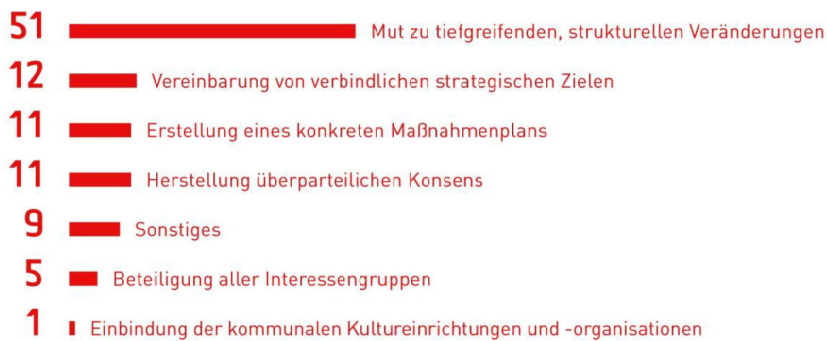 51 Mut zu tiefgreifenden, strukturellen Veränderungen
12 Vereinbarung von verbindlichen strategischen Zielen
11 Erstellung eines konkreten Maßnahmenplans
11 Herstellung überparteilichen Konsens
9 Sonstiges
5 Beteiligung aller Interessengruppen
1 Einbindung der kommunalen Kultureinrichtungen und -organisationen